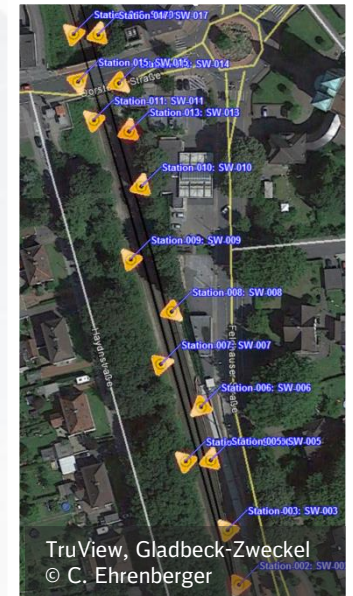 Station-017: SW-017
Station-015: SW-015
SW-014
Station-011: SW-011
Station-013: SW-013
Station-010: SW-010
Station-009: SW-009
Station-008: SW-008
Station-007: SW-007
Station-006: SW-006
Station-005: SW-005
Station-003: SW-003
Station-002: SW-00
Haydnstraße
TruView, Gladbeck-Zweckel
© C. Ehrenberger